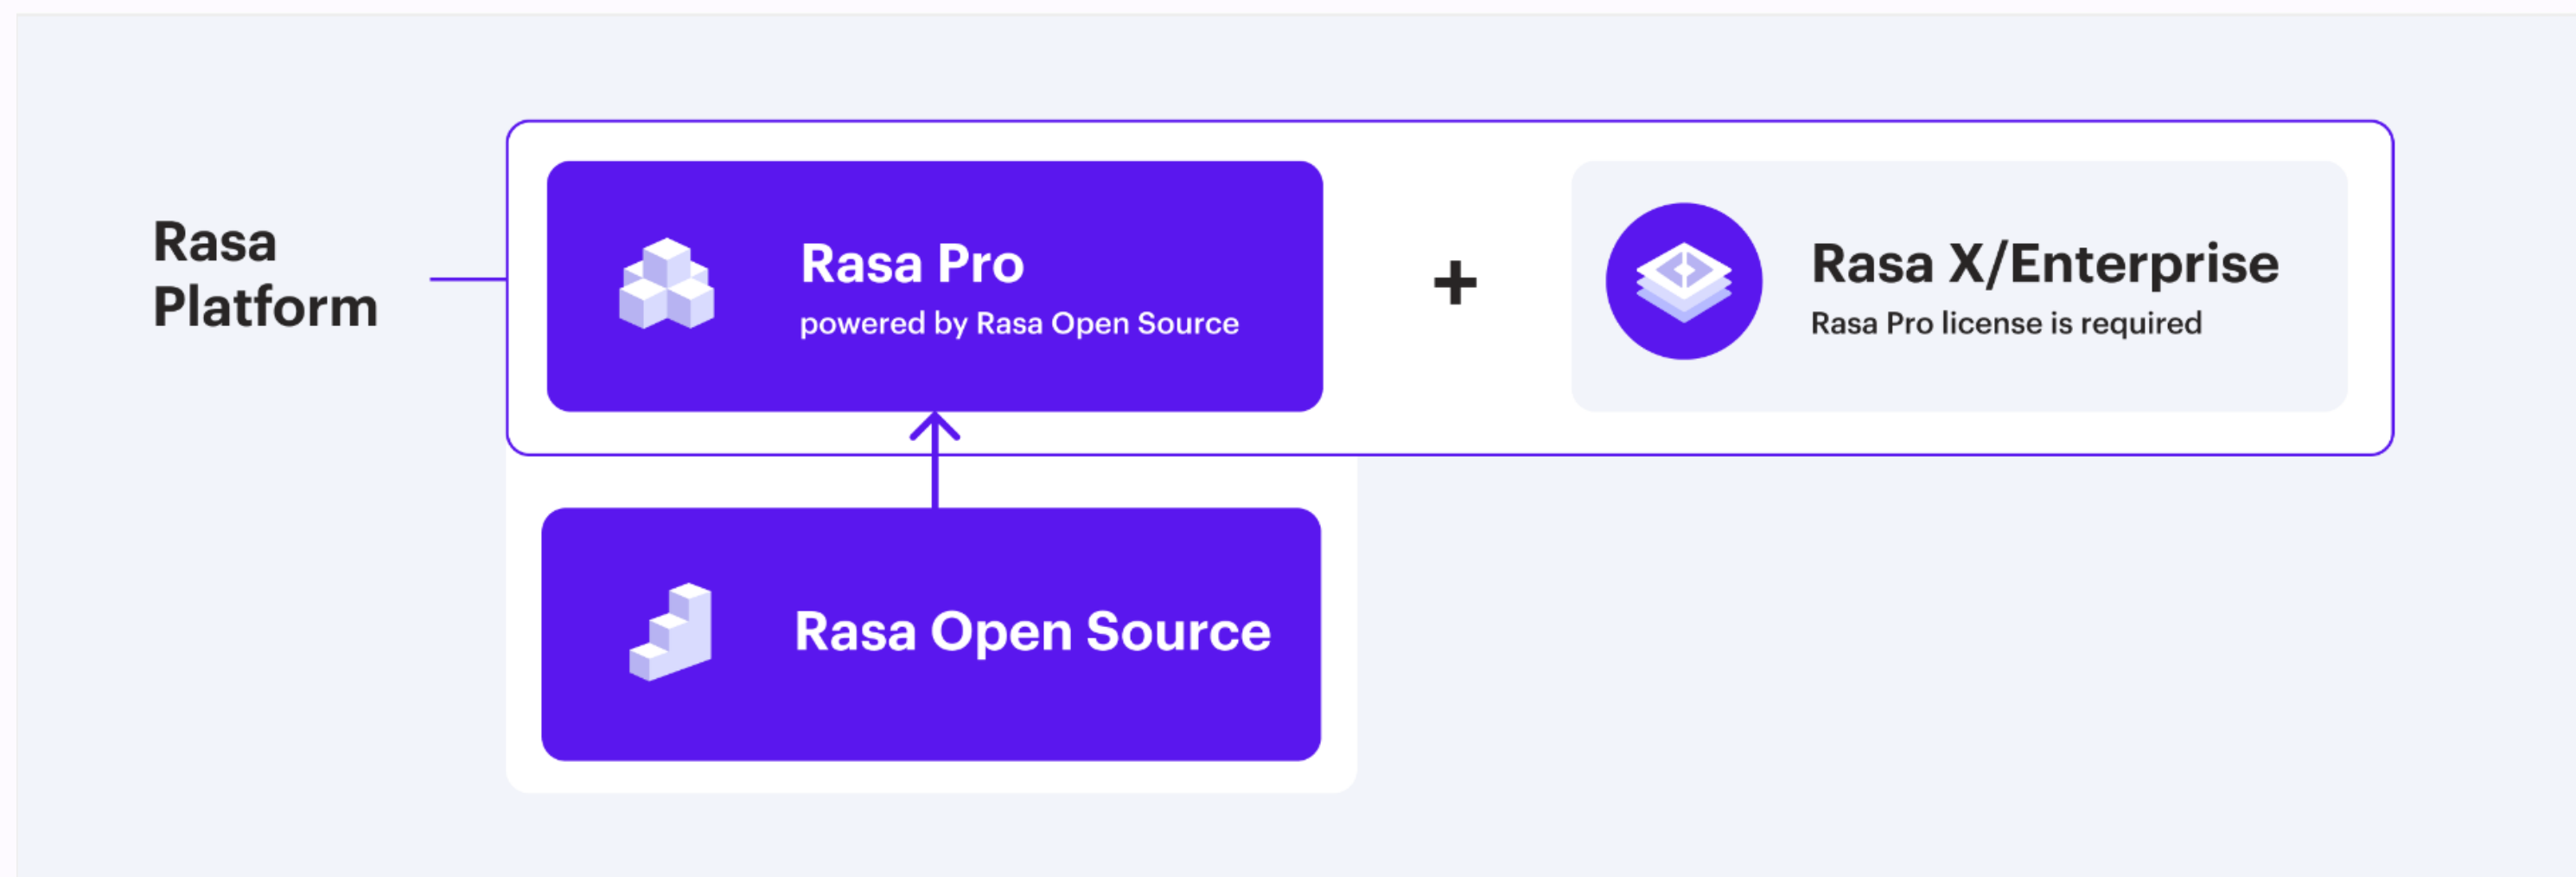 Rasa
Platform
Rasa Pro
powered by Rasa Open Source
+
Rasa X/Enterprise
Rasa Pro license is required
Rasa Open Source